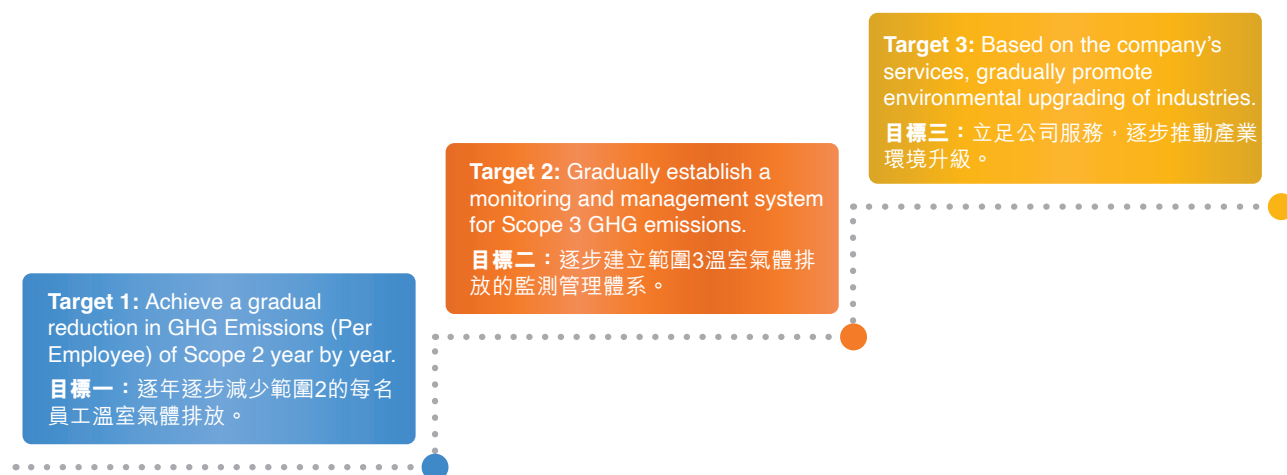 Target 1: Achieve a gradual
reduction in GHG Emissions (Per
Employee) of Scope 2 year by year.
目標一：逐年逐步減少範圍2的每名
員工溫室氣體排放。
Target 2: Gradually establish a
monitoring and management system
for Scope 3 GHG emissions.
目標二：逐步建立範圍3溫室氣體排
放的監測管理體系。
Target 3: Based on the company’s
services, gradually promote
environmental upgrading of industries.
目標三：立足公司服務，逐步推動產業
環境升級。